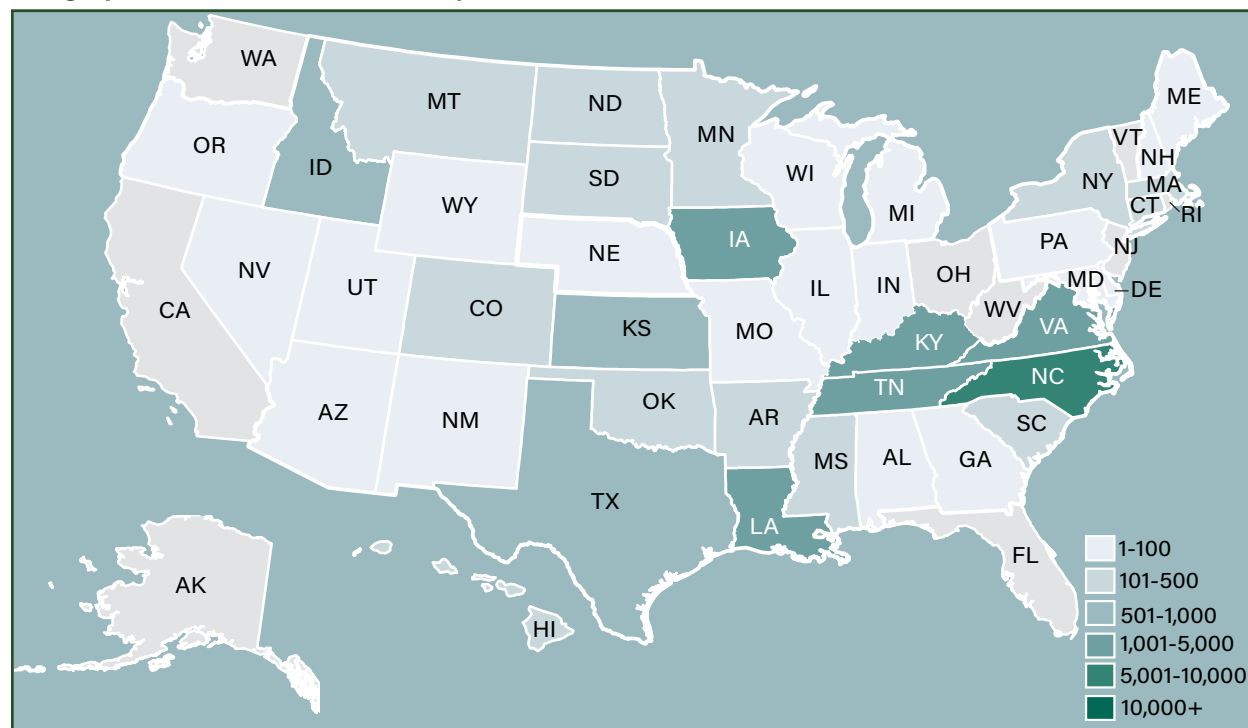 WA
MT
ND
MN
ME
OR
ID
SD
WI
VT
NH
NY
MA
CT
RI
WY
MI
IA
PA
NJ
NV
UT
NE
IL
IN
OH
MD
DE
CA
CO
KS
MO
WV
VA
KY
AZ
NM
OK
AR
TN
NC
SC
MS
AL
GA
TX
LA
FL
AK
HI
1-100
101-500
501-1,000
1,001-5,000
5,001-10,000
10,000+